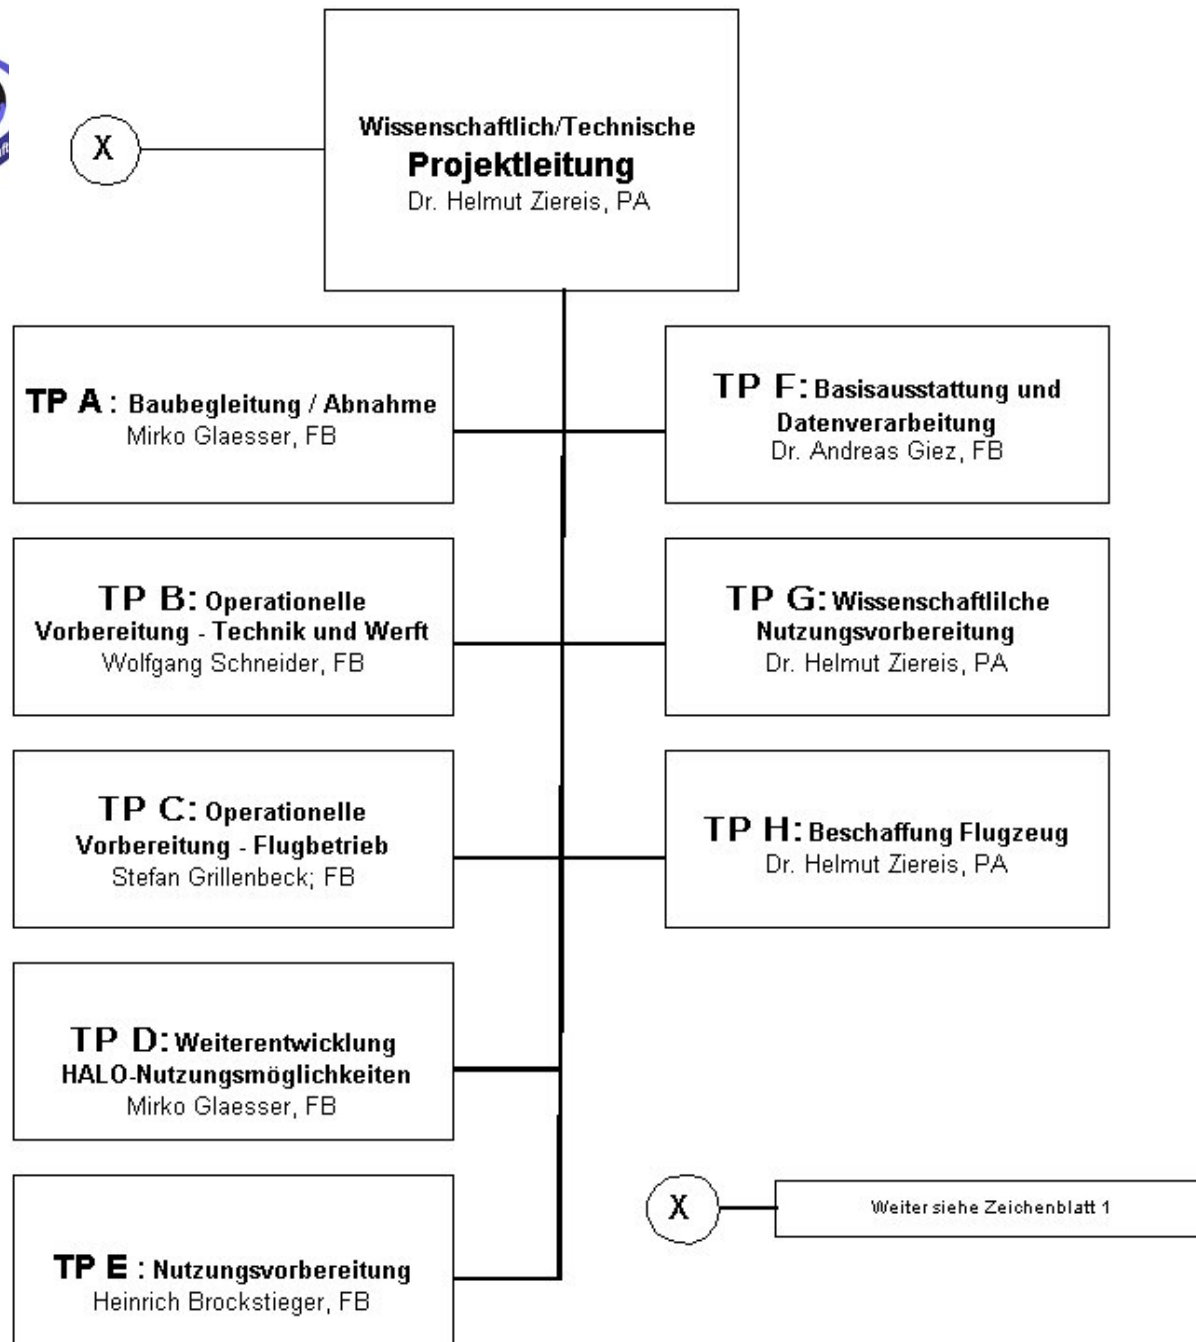 X
Wissenschaftlich/Technische
Projektleitung
Dr. Helmut Ziereis, PA
TP A : Baubegleitung / Abnahme
Mirko Glaesser, FB
TP F: Basisausstattung und
Datenverarbeitung
Dr. Andreas Giez, FB
TP B: Operationelle
Vorbereitung - Technik und Werft
Wolfgang Schneider, FB
TP G: Wissenschaftlilche
Nutzungsvorbereitung
Dr. Helmut Ziereis, PA
TP C: Operationelle
Vorbereitung - Flugbetrieb
Stefan Grillenbeck; FB
TP H: Beschaffung Flugzeug
Dr. Helmut Ziereis, PA
TP D: Weiterentwicklung
HALO-Nutzungsmöglichkeiten
Mirko Glaesser, FB
TP E : Nutzungsvorbereitung
Heinrich Brockstieger, FB
X
Weiter siehe Zeichenblatt 1